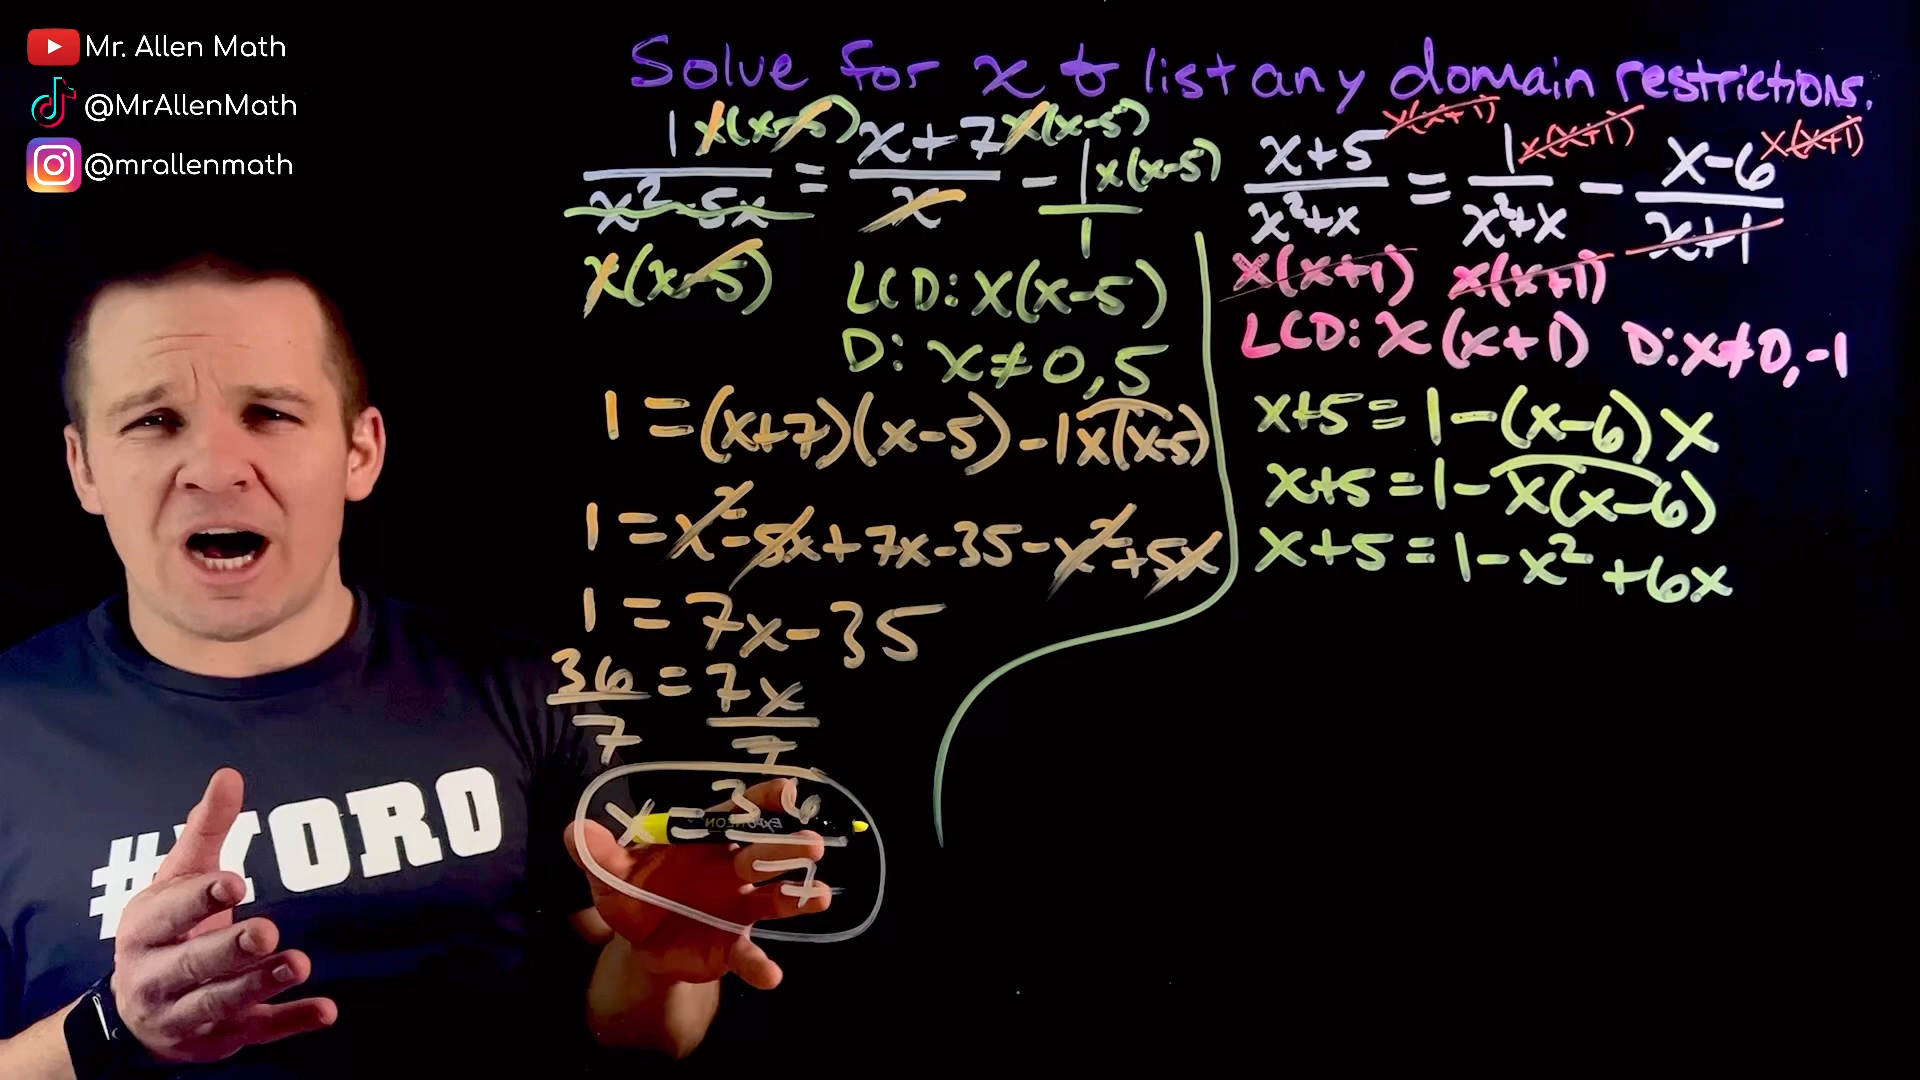 Mr. Allen Math
@MrAllenMath
@mrallenmath
Solve for x & list any domain restrictions.
1 x(x-5) / x²-5x = x+7 x(x-5) / x - 1 x(x-5) / 1
x(x-5)
LCD: x(x-5)
D: x≠0,5
1 = (x+7)(x-5) - 1x(x-5)
1 = x² - 5x + 7x - 35 - x² + 5x
1 = 7x - 35
36/7 = 7x/7
x = 36/7
x+5 x(x+1) / x²+x = 1 x(x+1) / x²+x - x-6 x(x+1) / x+1
x(x+1) x(x+1)
LCD: x(x+1) D: x≠0,-1
x+5 = 1 - (x-6)x
x+5 = 1 - x(x-6)
x+5 = 1 - x² + 6x
#YORO
EXPO NEON